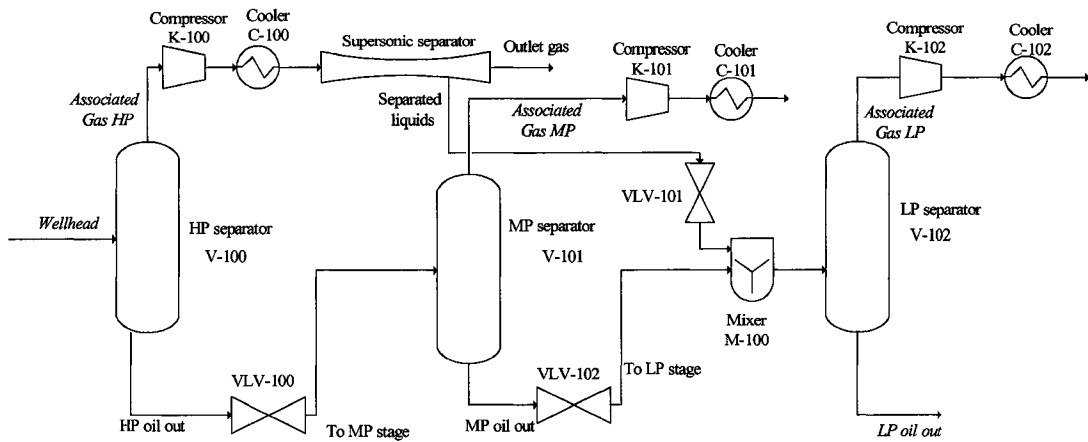 Compressor
K-100
Cooler
C-100
Supersonic separator
Outlet gas
Compressor
K-101
Cooler
C-101
Compressor
K-102
Cooler
C-102
Associated
Gas HP
Separated
liquids
Associated
Gas MP
Associated
Gas LP
VLV-101
Wellhead
HP separator
V-100
MP separator
V-101
LP separator
V-102
Mixer
M-100
VLV-100
VLV-102
To LP stage
HP oil out
To MP stage
MP oil out
LP oil out